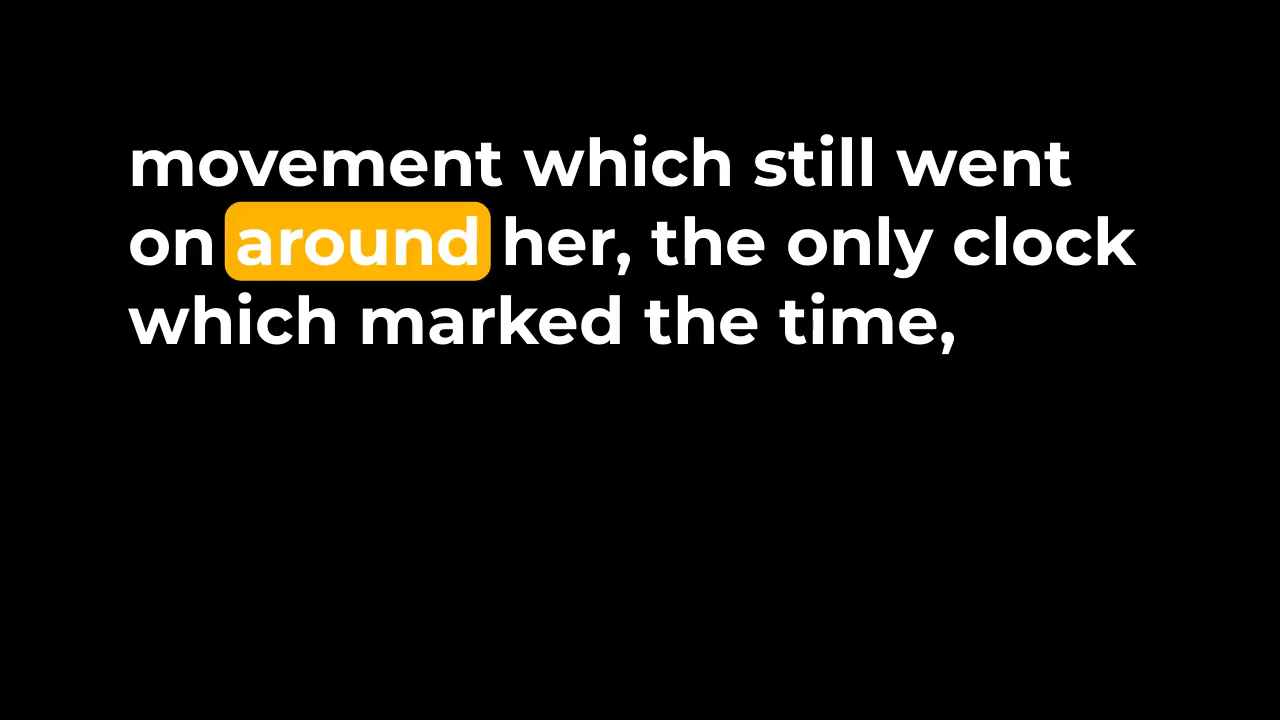 movement which still went
on around her, the only clock
which marked the time,